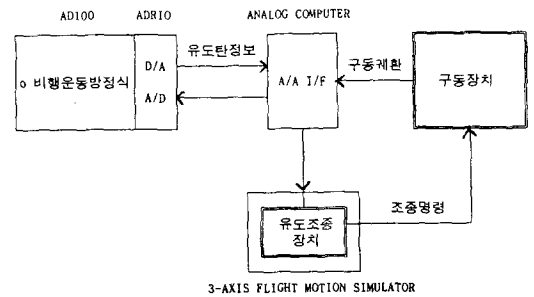 AD100
ADRIO
ANALOG COMPUTER
o 비행운동방정식
D/A
A/D
유도탄정보
A/A I/F
구동궤환
구동장치
유도조종
장치
조종명령
3-AXIS FLIGHT MOTION SIMULATOR